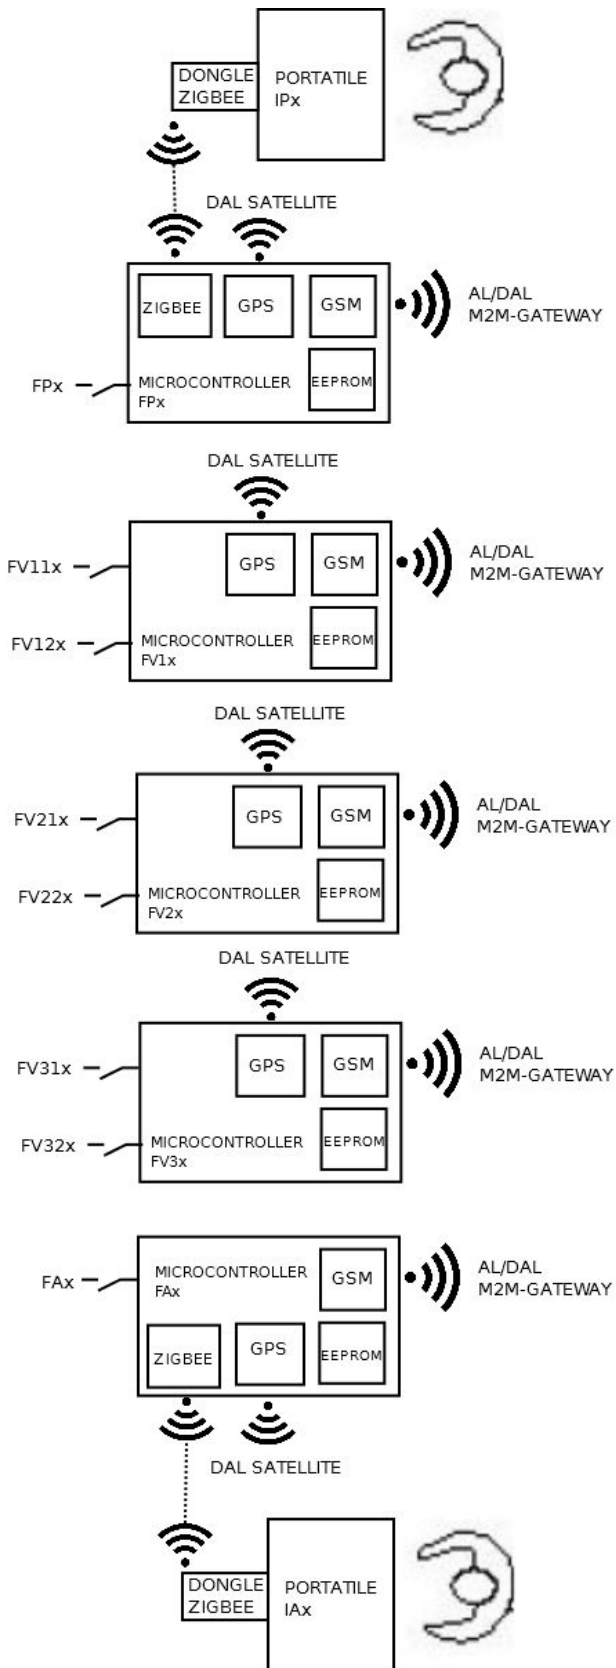 DONGLE
ZIGBEE
PORTATILE
IPx
DAL SATELLITE
ZIGBEE
GPS
GSM
AL/DAL
M2M-GATEWAY
FPx
MICROCONTROLLER
FPx
EEPROM
DAL SATELLITE
FV11x
GPS
GSM
AL/DAL
M2M-GATEWAY
FV12x
MICROCONTROLLER
FV1x
EEPROM
DAL SATELLITE
FV21x
GPS
GSM
AL/DAL
M2M-GATEWAY
FV22x
MICROCONTROLLER
FV2x
EEPROM
DAL SATELLITE
FV31x
GPS
GSM
AL/DAL
M2M-GATEWAY
FV32x
MICROCONTROLLER
FV3x
EEPROM
FAx
MICROCONTROLLER
FAx
GSM
AL/DAL
M2M-GATEWAY
ZIGBEE
GPS
EEPROM
DAL SATELLITE
DONGLE
ZIGBEE
PORTATILE
IAx